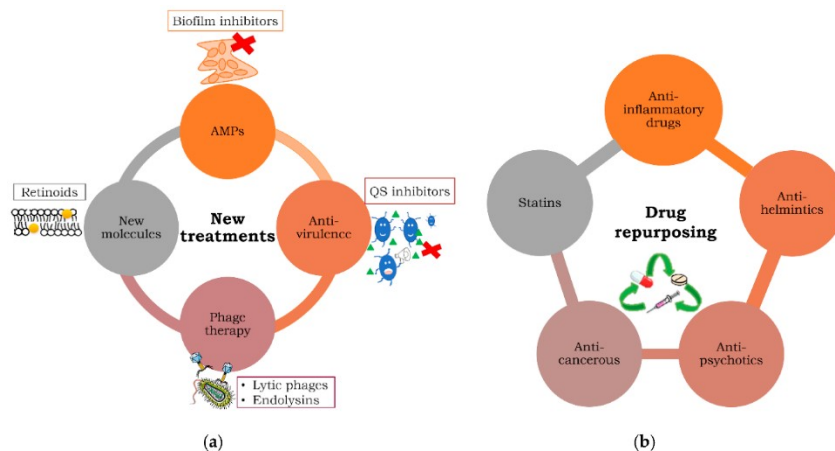 Biofilm inhibitors
AMPs
Retinoids
QS inhibitors
New
molecules
New
treatments
Anti-
virulence
Phage
therapy
• Lytic phages
• Endolysins
(a)
Anti-
inflammatory
drugs
Statins
Anti-
helmintics
Drug
repurposing
Anti-
cancerous
Anti-
psychotics
(b)